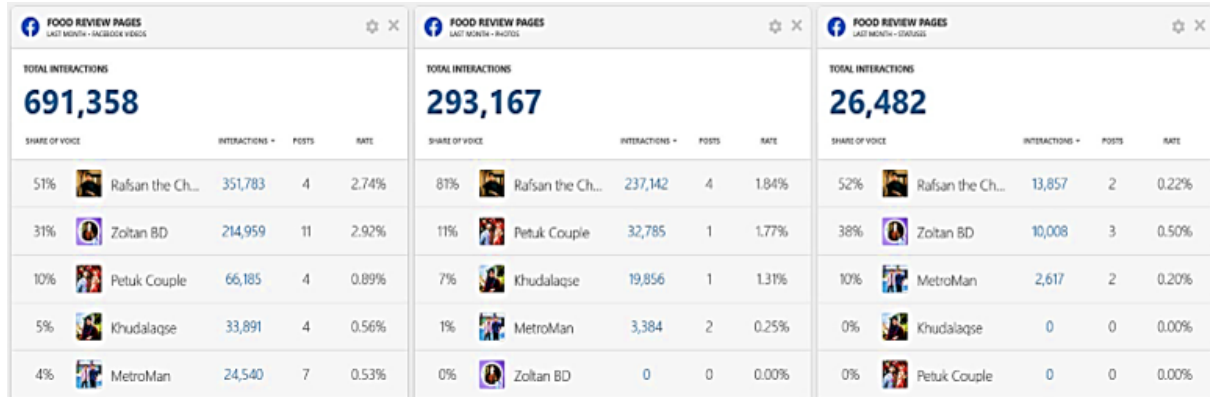 FOOD REVIEW PAGES
LAST MONTH - FACEBOOK VIDEOS
TOTAL INTERACTIONS
691,358
SHARE OF VOICE INTERACTIONS POSTS RATE
51% Rafsan the Ch... 351,783 4 2.74%
31% Zoltan BD 214,959 11 2.92%
10% Petuk Couple 66,185 4 0.89%
5% Khudalagse 33,891 4 0.56%
4% MetroMan 24,540 7 0.53%
FOOD REVIEW PAGES
LAST MONTH - PHOTOS
TOTAL INTERACTIONS
293,167
SHARE OF VOICE INTERACTIONS POSTS RATE
81% Rafsan the Ch... 237,142 4 1.84%
11% Petuk Couple 32,785 1 1.77%
7% Khudalagse 19,856 1 1.31%
1% MetroMan 3,384 2 0.25%
0% Zoltan BD 0 0 0.00%
FOOD REVIEW PAGES
LAST MONTH - STATUSES
TOTAL INTERACTIONS
26,482
SHARE OF VOICE INTERACTIONS POSTS RATE
52% Rafsan the Ch... 13,857 2 0.22%
38% Zoltan BD 10,008 3 0.50%
10% MetroMan 2,617 2 0.20%
0% Khudalagse 0 0 0.00%
0% Petuk Couple 0 0 0.00%